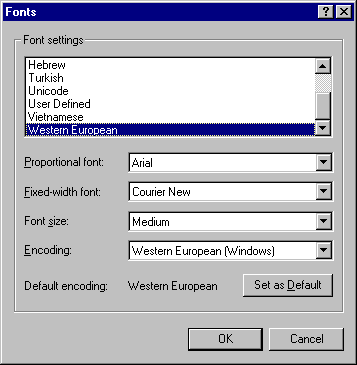 Fonts
Font settings
Hebrew
Turkish
Unicode
User Defined
Vietnamese
Western European
Proportional font: Arial
Fixed-width font: Courier New
Font size: Medium
Encoding: Western European (Windows)
Default encoding: Western European Set as Default
OK Cancel